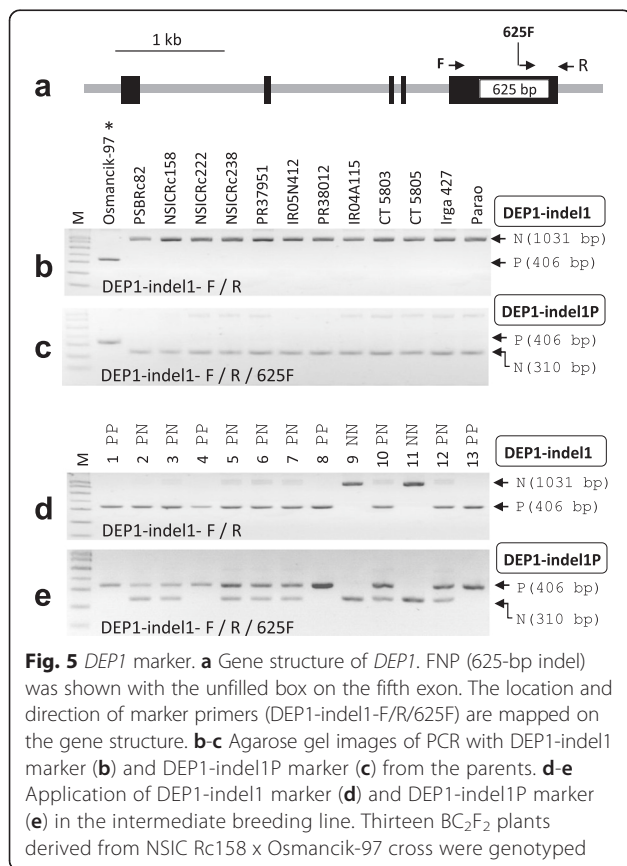 1 kb
625F
F
R
a
625 bp
M
Osmancik-97 *
PSBRc82
NSICRc158
NSICRc222
NSICRc238
PR37951
IR05N412
PR38012
IR04A115
CT 5803
CT 5805
Irga 427
Parao
DEP1-indel1
N(1031 bp)
b
P(406 bp)
DEP1-indel1- F / R
DEP1-indel1P
c
P(406 bp)
N(310 bp)
DEP1-indel1- F / R / 625F
M
1 PP
2 PN
3 PN
4 PP
5 PN
6 PN
7 PN
8 PP
9 NN
10 PN
11 NN
12 PN
13 PP
DEP1-indel1
N(1031 bp)
d
P(406 bp)
DEP1-indel1- F / R
DEP1-indel1P
e
P(406 bp)
N(310 bp)
DEP1-indel1- F / R / 625F
Fig. 5 DEP1 marker. a Gene structure of DEP1. FNP (625-bp indel)
was shown with the unfilled box on the fifth exon. The location and
direction of marker primers (DEP1-indel1-F/R/625F) are mapped on
the gene structure. b-c Agarose gel images of PCR with DEP1-indel1
marker (b) and DEP1-indel1P marker (c) from the parents. d-e
Application of DEP1-indel1 marker (d) and DEP1-indel1P marker
(e) in the intermediate breeding line. Thirteen BC2F2 plants
derived from NSIC Rc158 x Osmancik-97 cross were genotyped